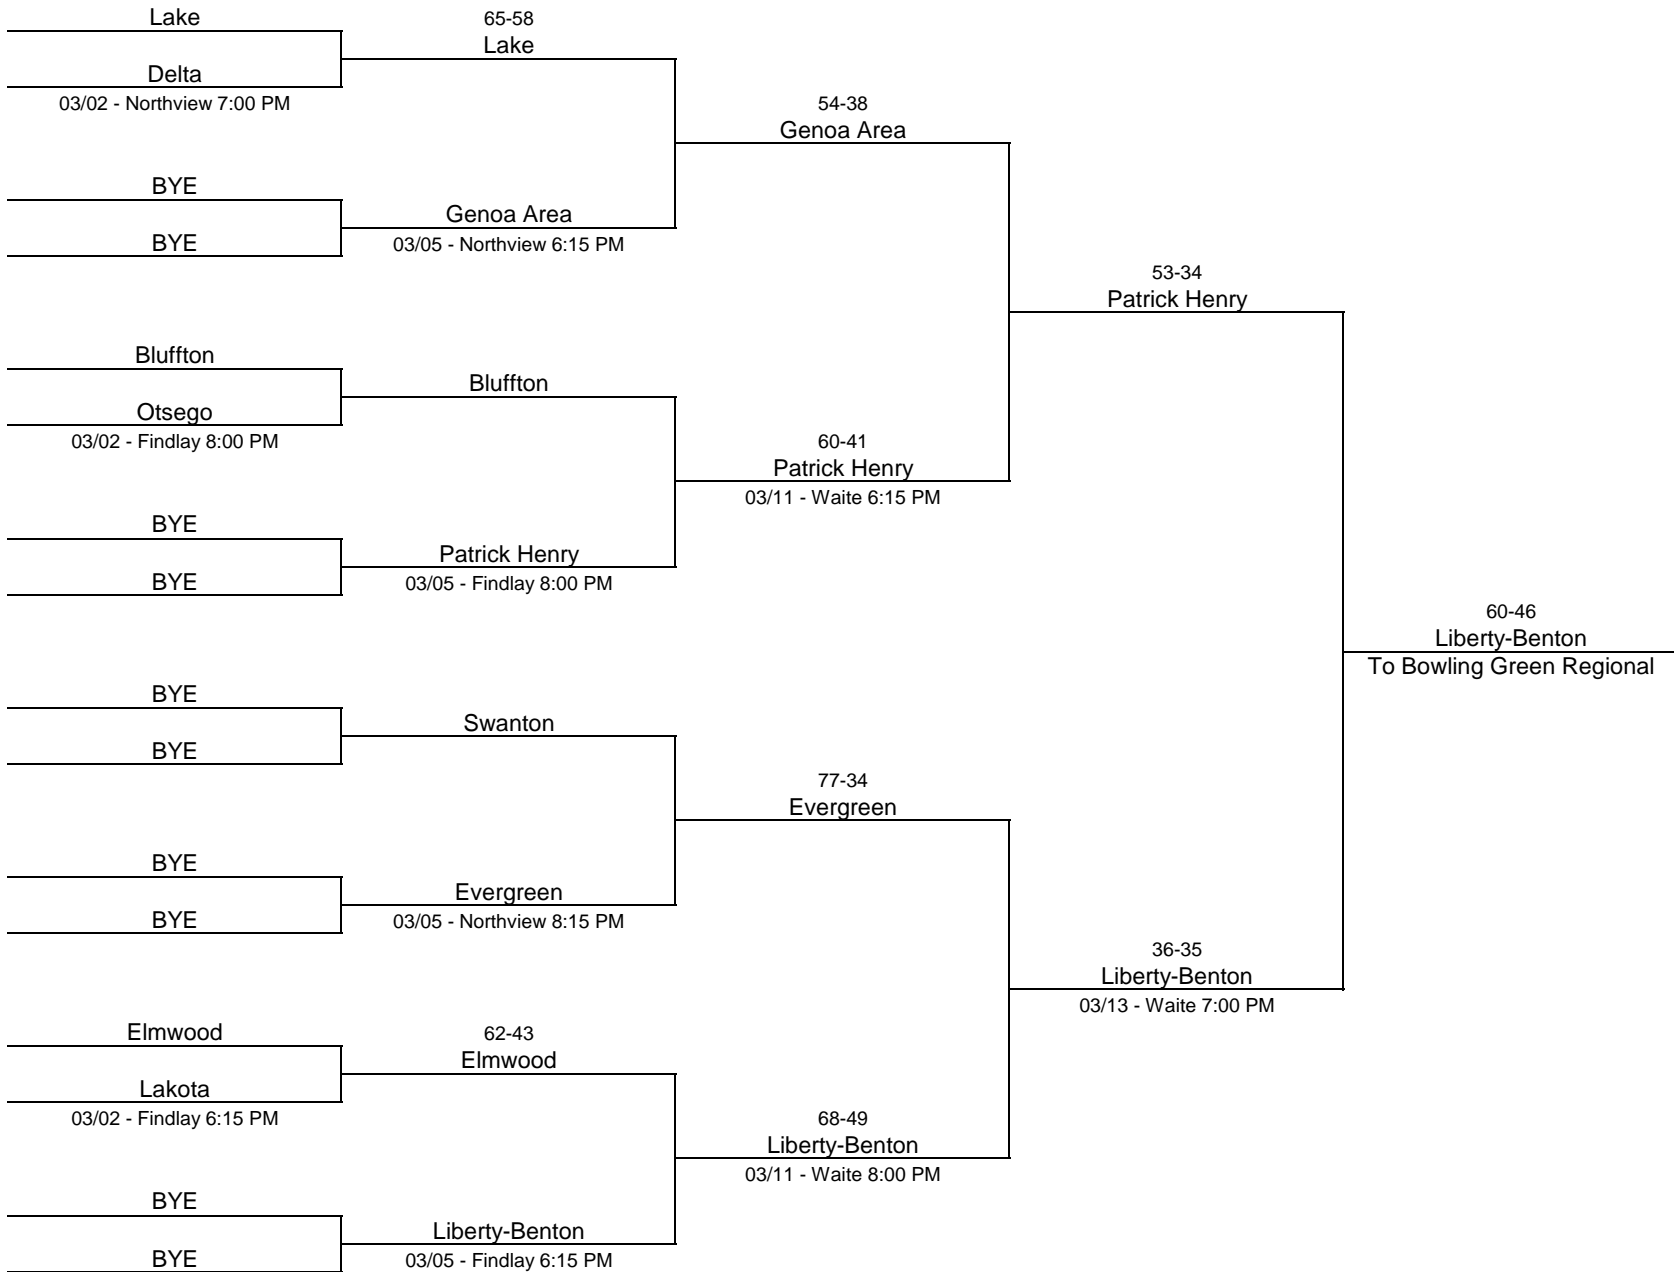 Lake
Delta
03/02 - Northview 7:00 PM
BYE
BYE
Bluffton
Otsego
03/02 - Findlay 8:00 PM
BYE
BYE
BYE
BYE
BYE
BYE
Elmwood
Lakota
03/02 - Findlay 6:15 PM
BYE
BYE
65-58
Lake
Genoa Area
03/05 - Northview 6:15 PM
Bluffton
Patrick Henry
03/05 - Findlay 8:00 PM
Swanton
Evergreen
03/05 - Northview 8:15 PM
62-43
Elmwood
Liberty-Benton
03/05 - Findlay 6:15 PM
54-38
Genoa Area
60-41
Patrick Henry
03/11 - Waite 6:15 PM
77-34
Evergreen
68-49
Liberty-Benton
03/11 - Waite 8:00 PM
53-34
Patrick Henry
36-35
Liberty-Benton
03/13 - Waite 7:00 PM
60-46
Liberty-Benton
To Bowling Green Regional